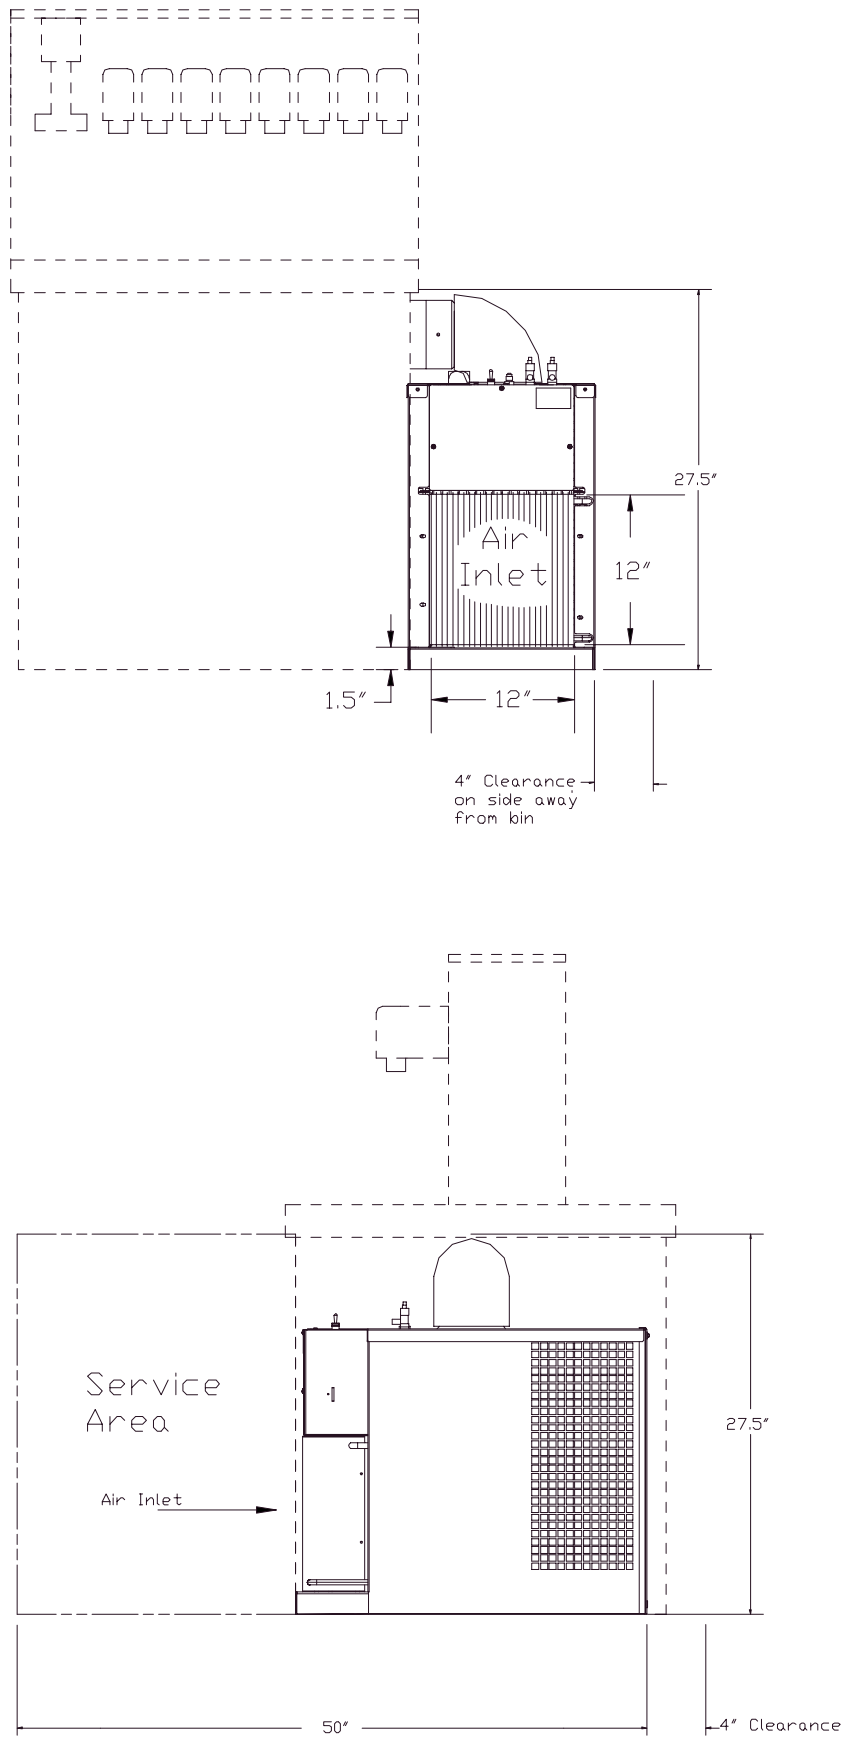 27.5"
Air
Inlet
12"
1.5"
12"
4" Clearance
on side away
from bin
Service
Area
27.5"
Air Inlet
50"
4" Clearance